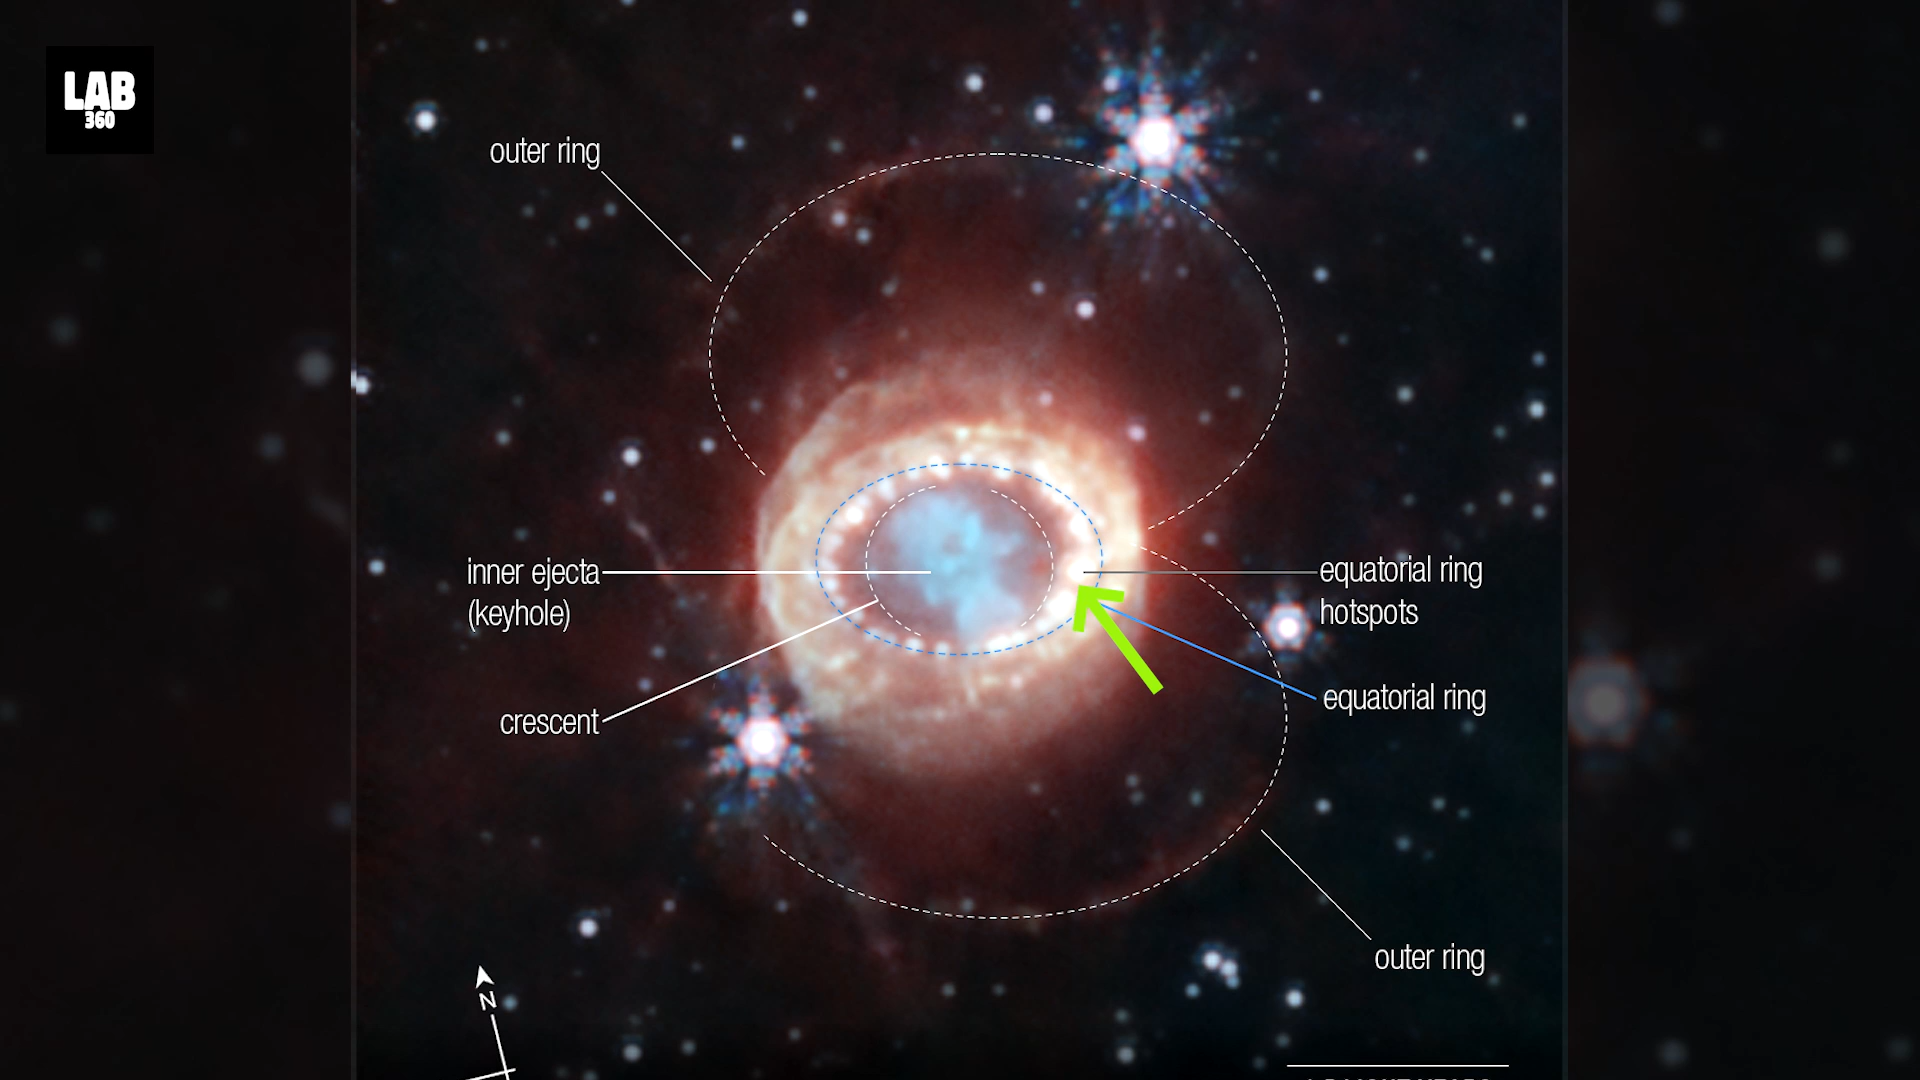 LAB
360
outer ring
inner ejecta
(keyhole)
equatorial ring
hotspots
equatorial ring
crescent
outer ring
N